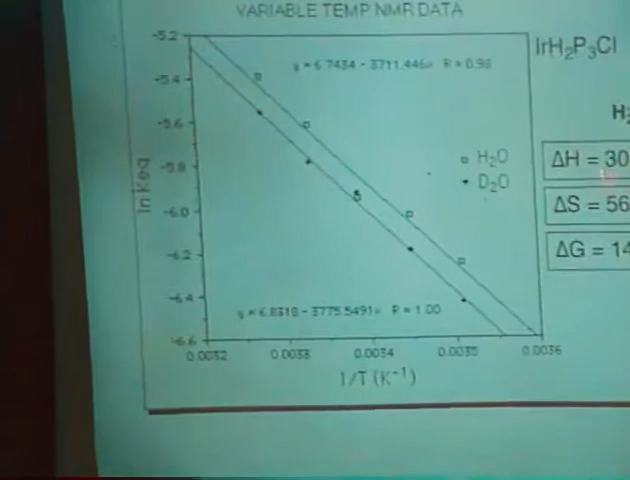 VARIABLE TEMP NMR DATA
IrH₂P₃Cl
y = 6.7434 - 3711.446x R = 0.98
H₂O
D₂O
ΔH = 30
ΔS = 56
ΔG = 14
ln Keq
-5.2
-5.4
-5.6
-5.8
-6.0
-6.2
-6.4
-6.6
y = 6.8318 - 3775.5491x R = 1.00
0.0032
0.0033
0.0034
0.0035
0.0036
1/T (K⁻¹)